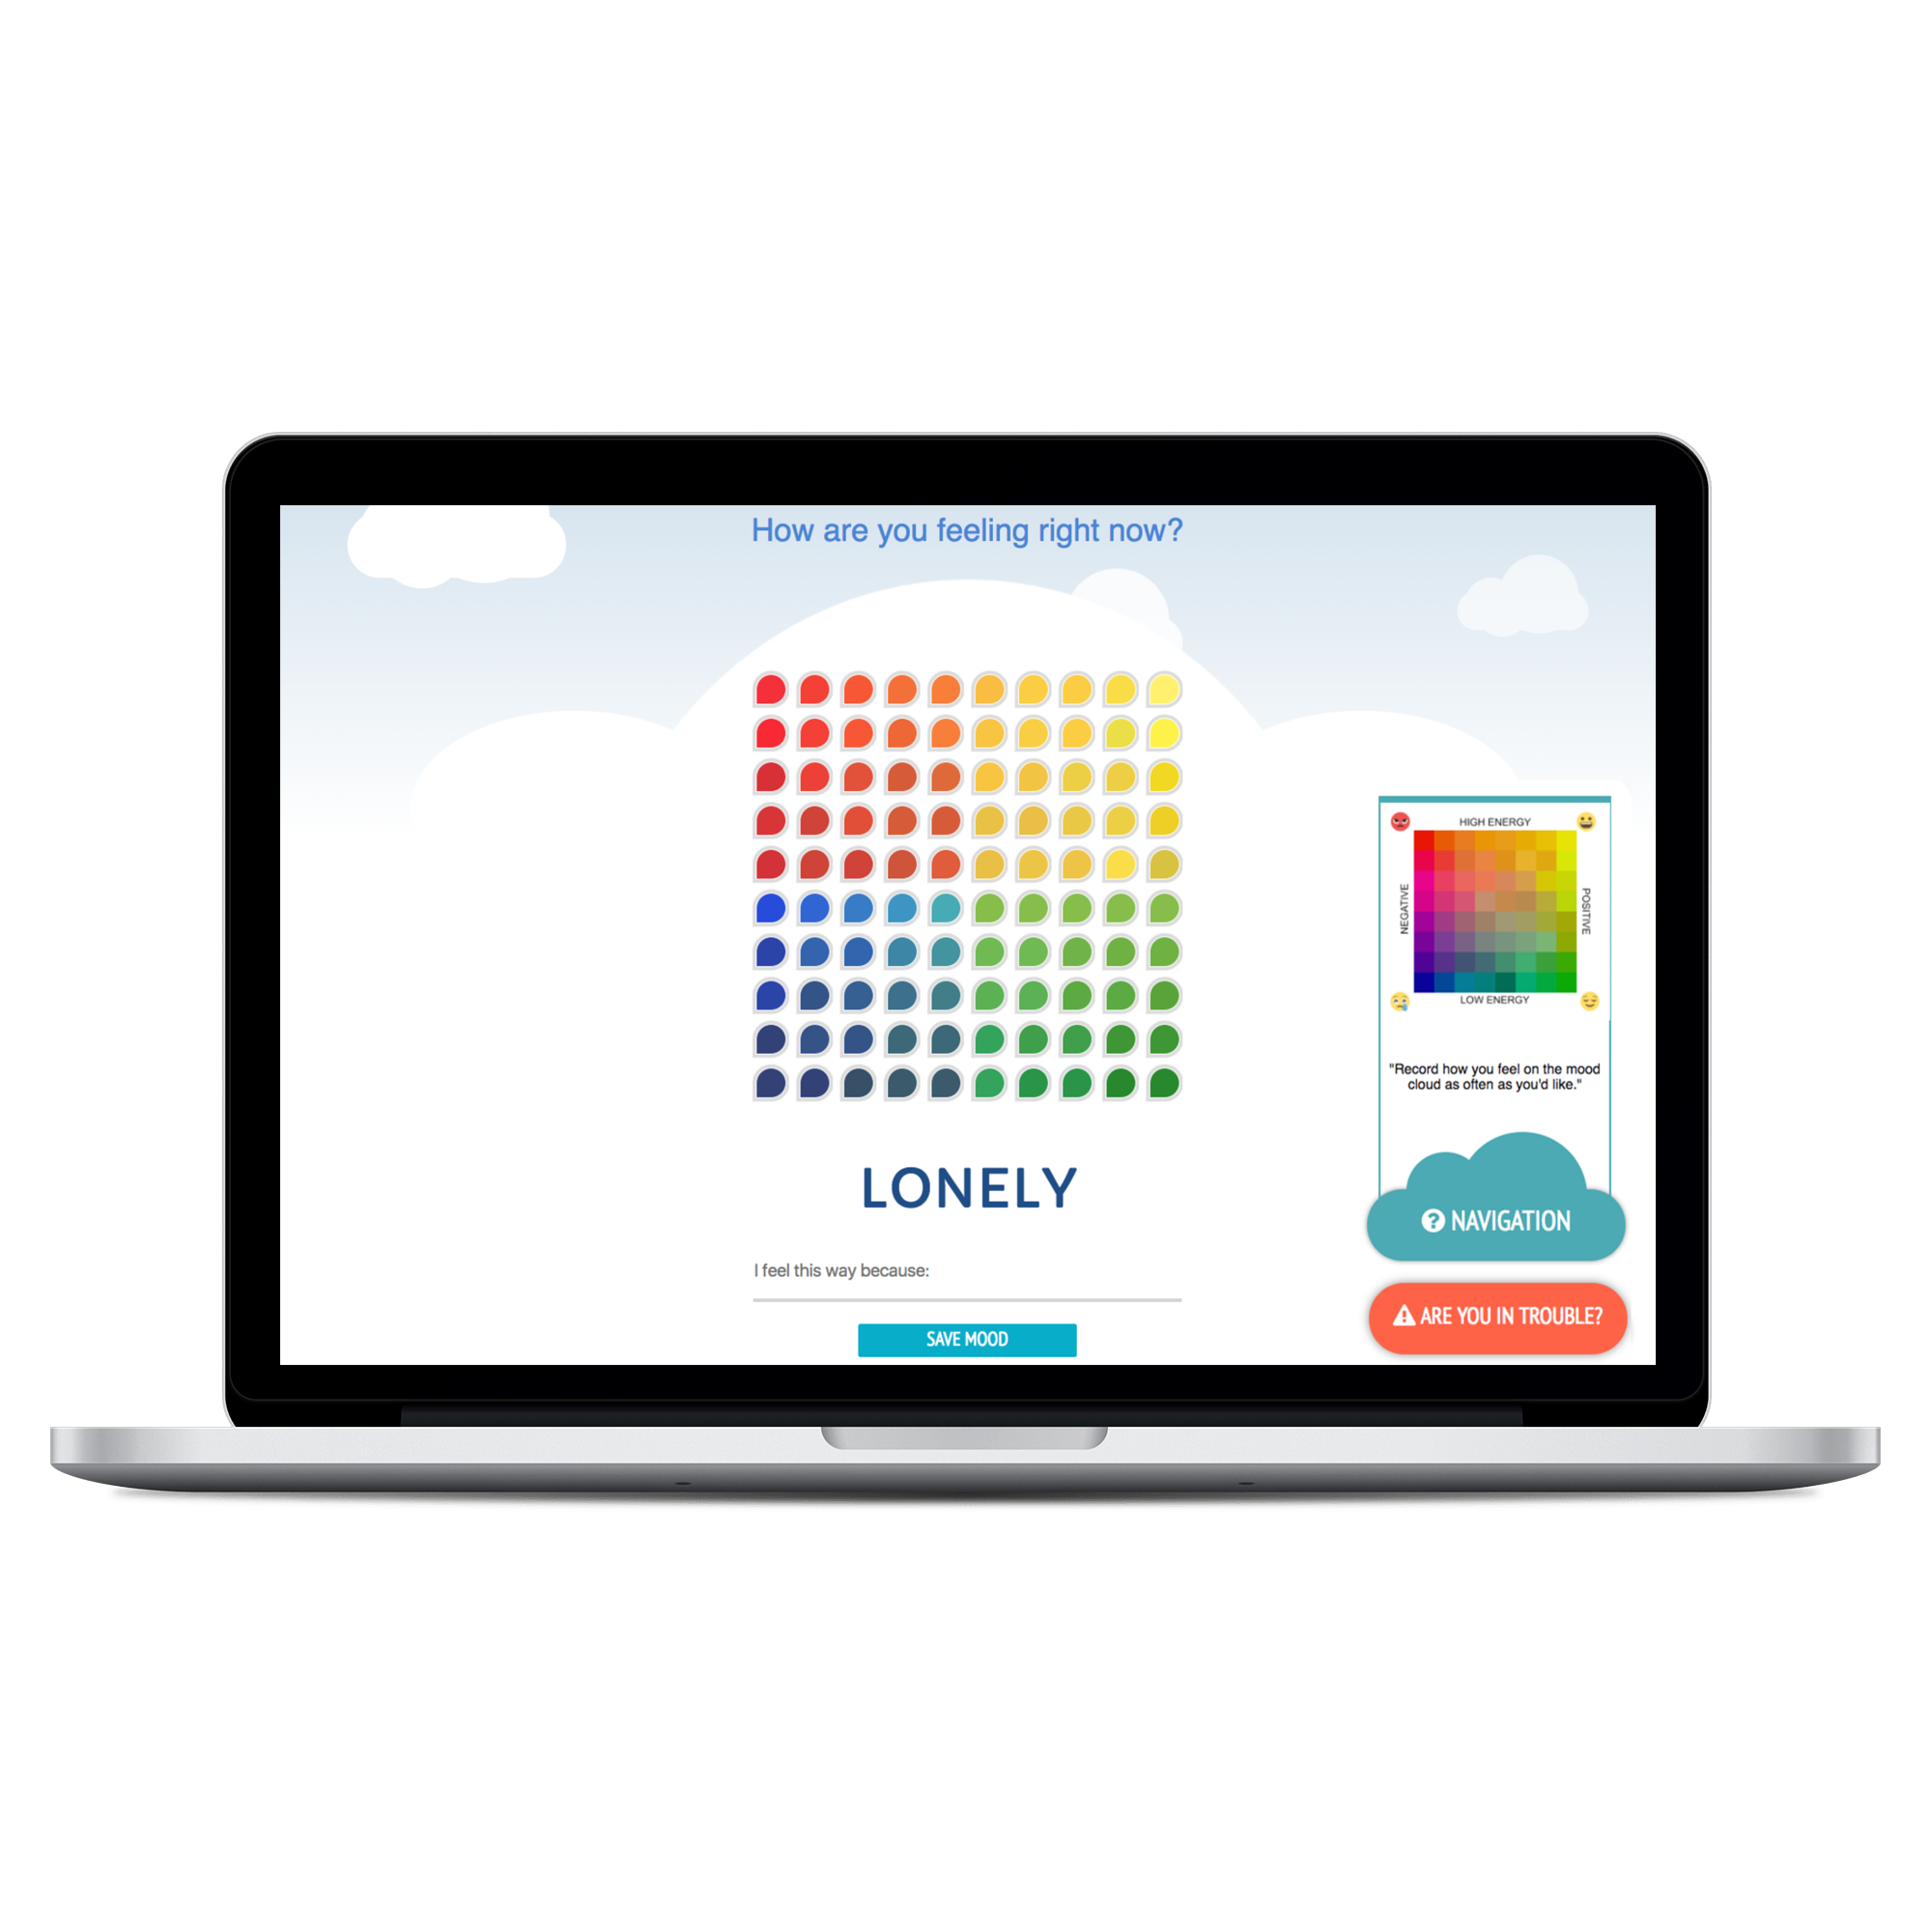 How are you feeling right now?
HIGH ENERGY
NEGATIVE
POSITIVE
LOW ENERGY
"Record how you feel on the mood
cloud as often as you'd like."
LONELY
NAVIGATION
I feel this way because:
ARE YOU IN TROUBLE?
SAVE MOOD